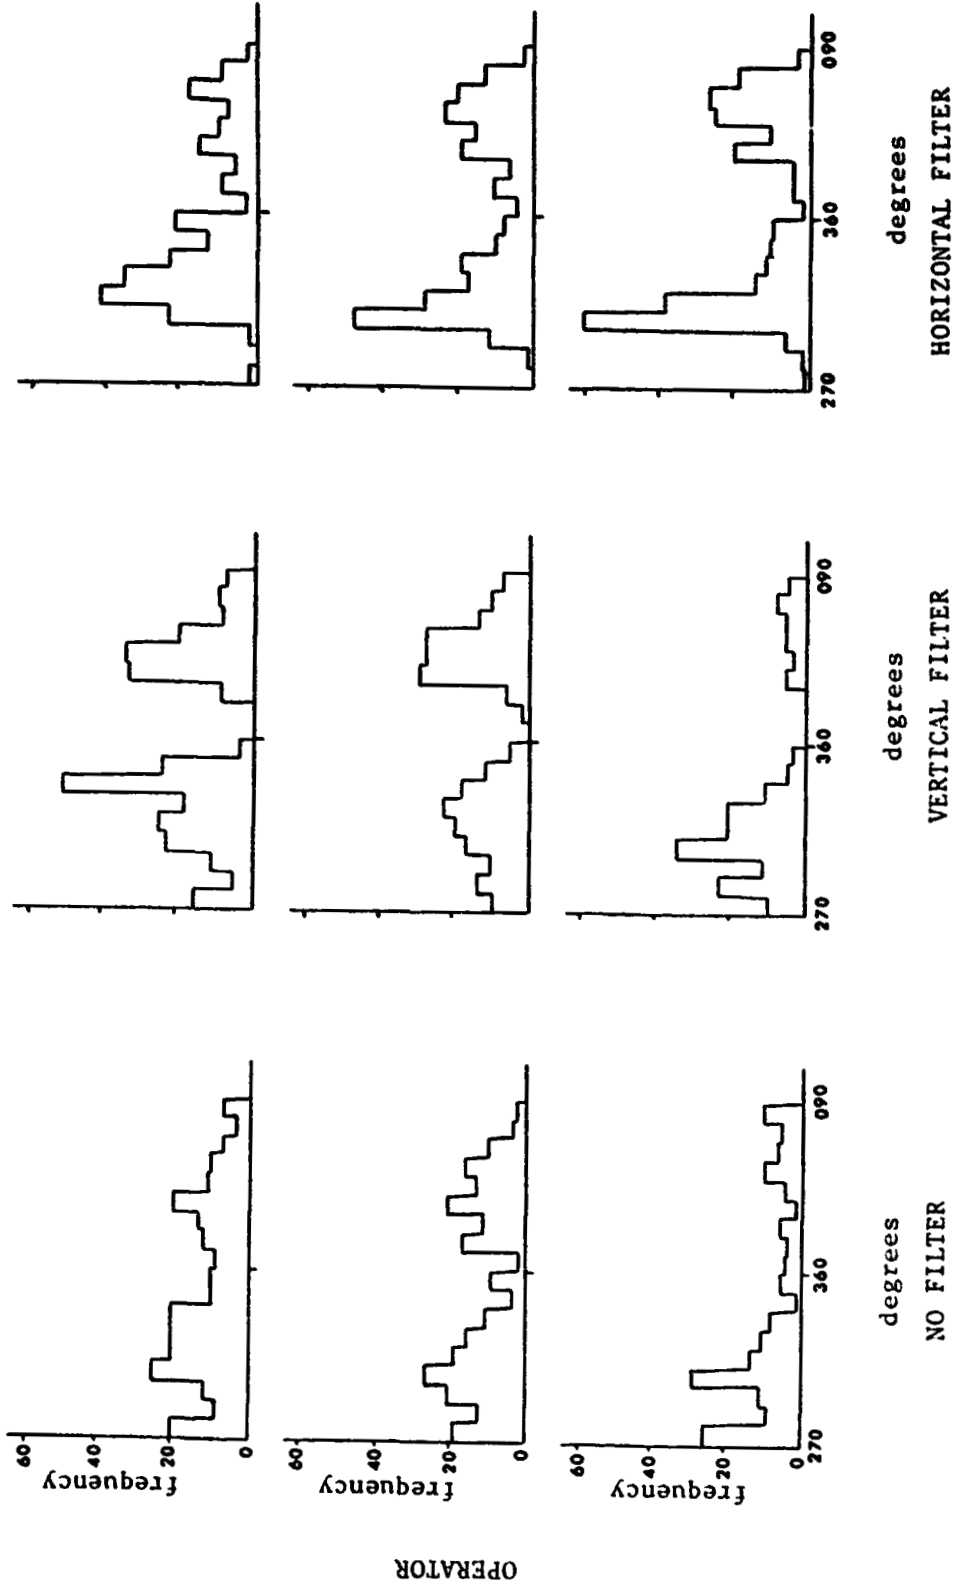 OPERATOR
frequency
60
40
20
0
frequency
60
40
20
0
frequency
60
40
20
0
270 360 090
270 360 090
270 360 090
degrees
degrees
degrees
NO FILTER
VERTICAL FILTER
HORIZONTAL FILTER